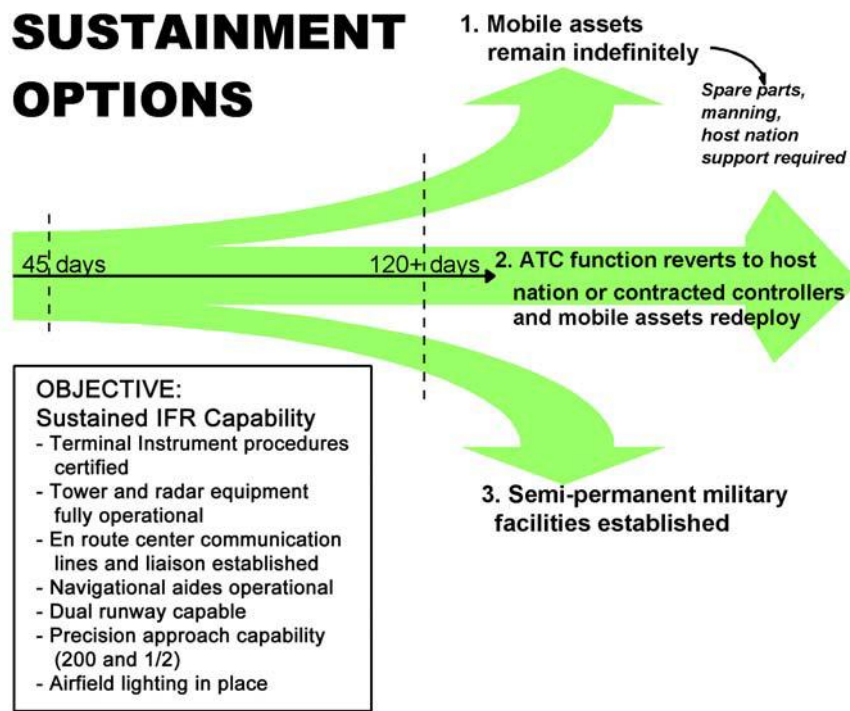 SUSTAINMENT
OPTIONS
1. Mobile assets
remain indefinitely
Spare parts,
manning,
host nation
support required
45 days
120+ days
2. ATC function reverts to host
nation or contracted controllers
and mobile assets redeploy
OBJECTIVE:
Sustained IFR Capability
- Terminal Instrument procedures
certified
- Tower and radar equipment
fully operational
- En route center communication
lines and liaison established
- Navigational aides operational
- Dual runway capable
- Precision approach capability
(200 and 1/2)
- Airfield lighting in place
3. Semi-permanent military
facilities established